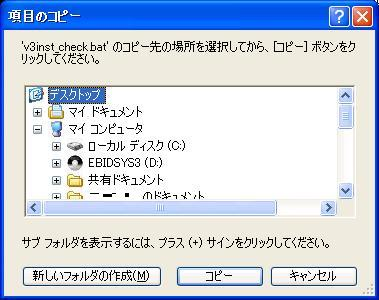 項目のコピー
'v3inst_check.bat' のコピー先の場所を選択してから、[コピー] ボタンをク
リックしてください。
デスクトップ
マイ ドキュメント
マイ コンピュータ
ローカル ディスク (C:)
EBIDSYS3 (D:)
共有ドキュメント
のドキュメント
サブ フォルダを表示するには、プラス (+) サインをクリックしてください。
新しいフォルダの作成(M)
コピー
キャンセル